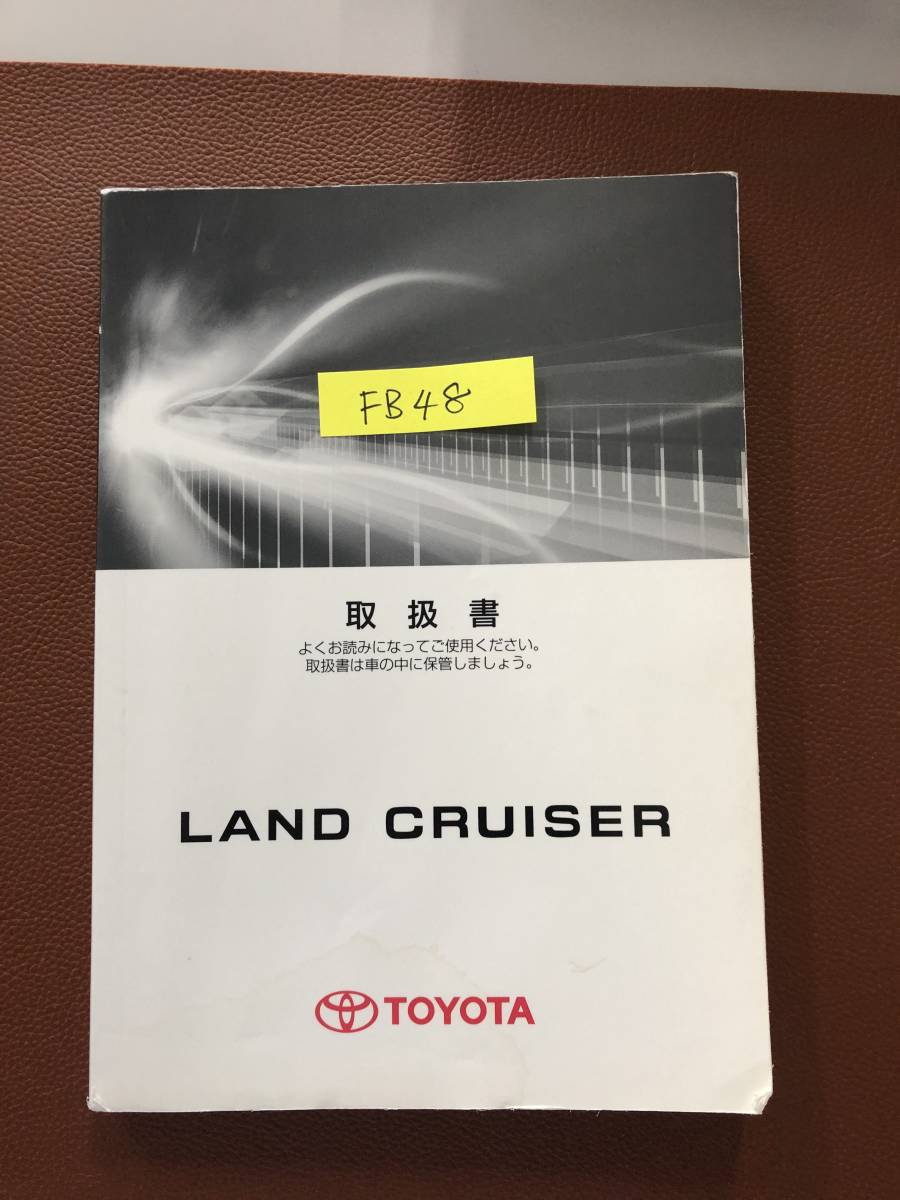 FB48
取扱書
よくお読みになってご使用ください。
取扱書は車の中に保管しましょう。
LAND CRUISER
TOYOTA